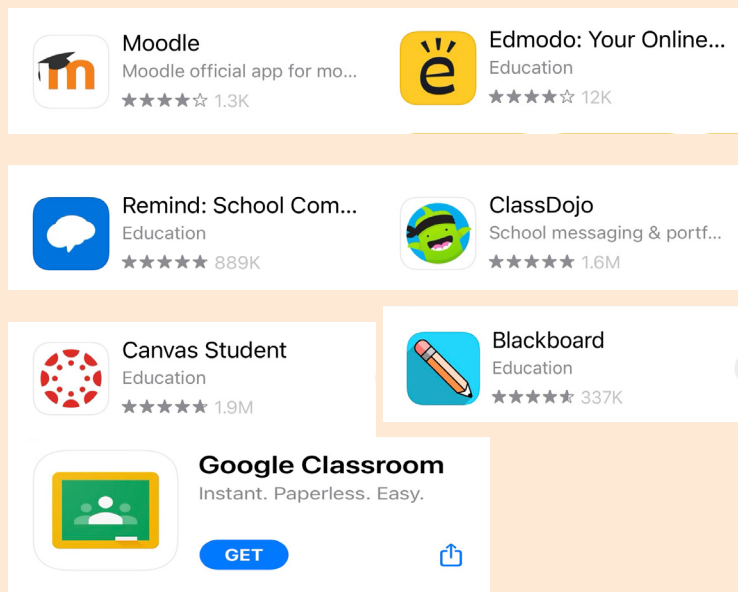 Moodle
Moodle official app for mo...
1.3K
Edmodo: Your Online...
Education
12K
Remind: School Com...
Education
889K
ClassDojo
School messaging & portf...
1.6M
Canvas Student
Education
1.9M
Blackboard
Education
337K
Google Classroom
Instant. Paperless. Easy.
GET